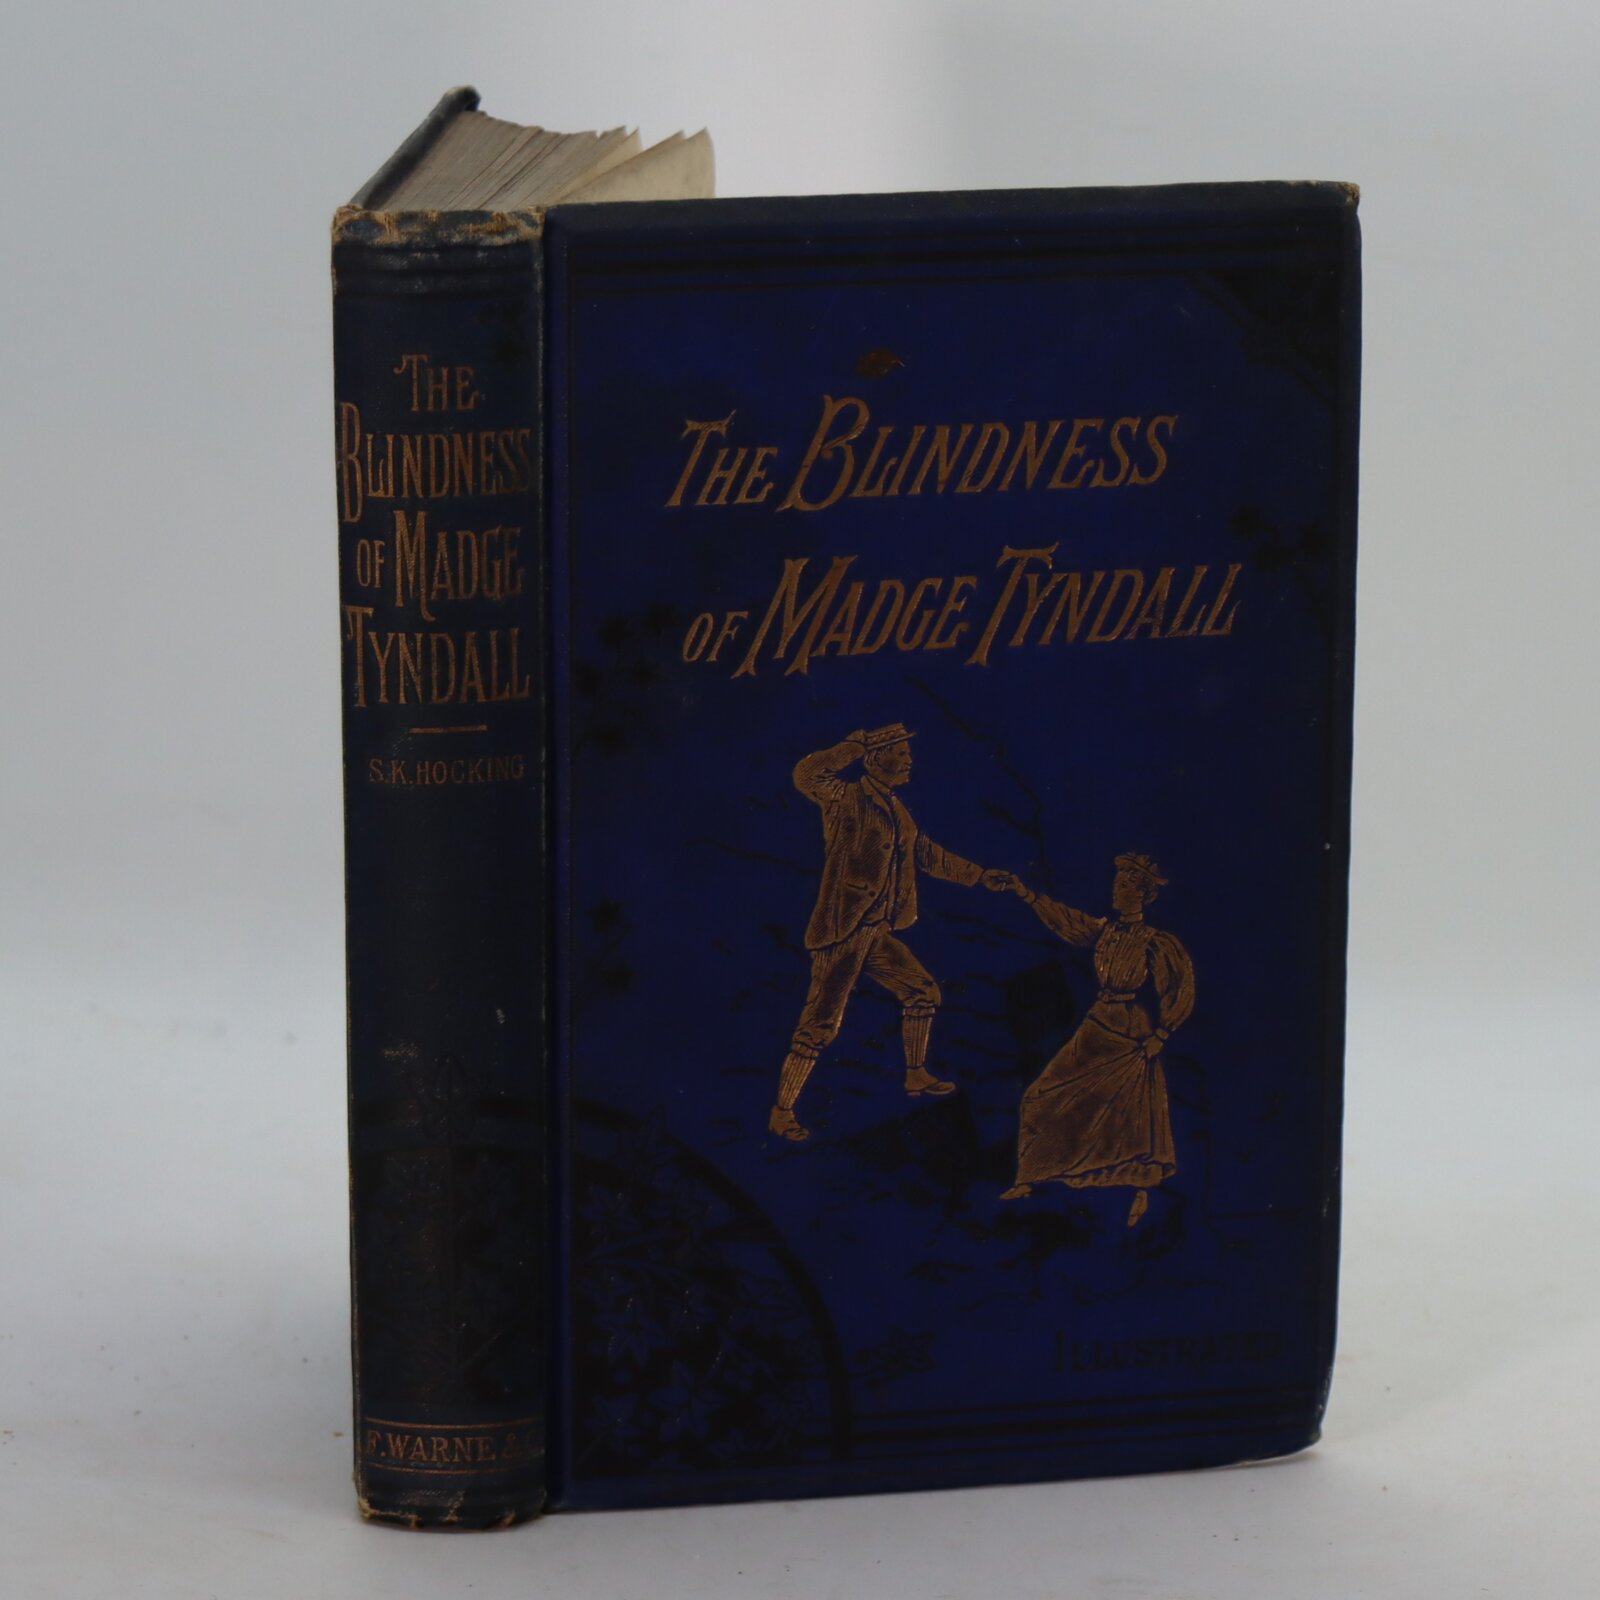 THE
BLINDNESS
OF MADGE
TYNDALL
S.K.HOCKING
F.WARNE &
THE BLINDNESS
OF MADGE TYNDALL
ILLUSTRATED